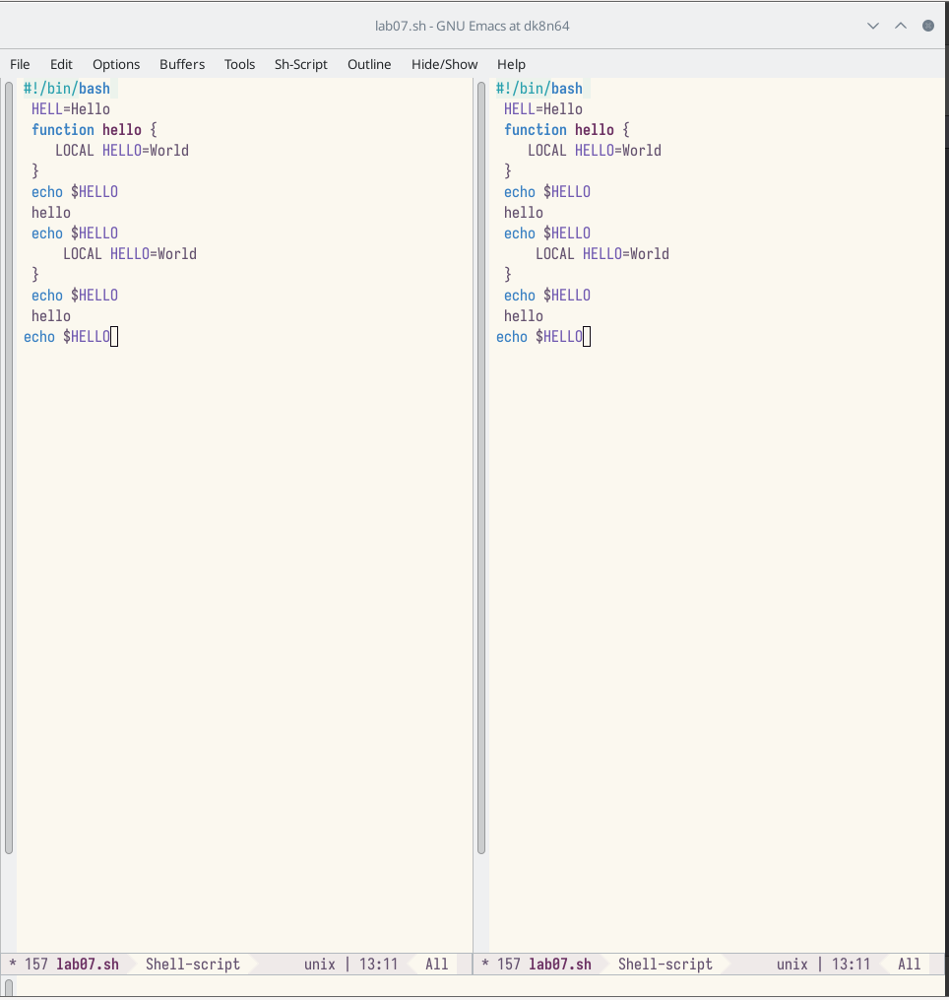 lab07.sh - GNU Emacs at dk8n64
File Edit Options Buffers Tools Sh-Script Outline Hide/Show Help
#!/bin/bash
HELL=Hello
function hello {
LOCAL HELLO=World
}
echo $HELLO
hello
echo $HELLO
LOCAL HELLO=World
}
echo $HELLO
hello
echo $HELLO
* 157 lab07.sh Shell-script unix | 13:11 All
#!/bin/bash
HELL=Hello
function hello {
LOCAL HELLO=World
}
echo $HELLO
hello
echo $HELLO
LOCAL HELLO=World
}
echo $HELLO
hello
echo $HELLO
* 157 lab07.sh Shell-script unix | 13:11 All